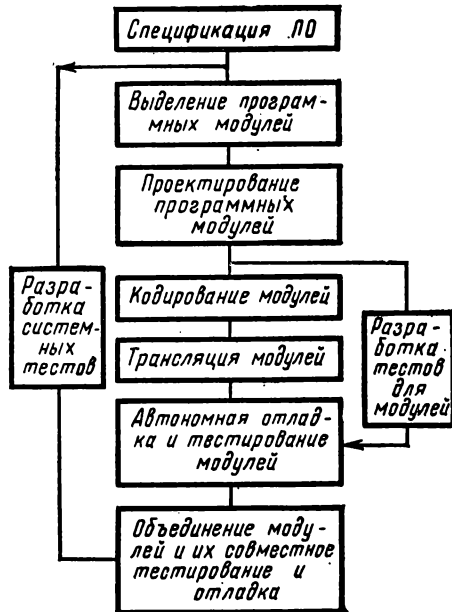 Спецификация ПО
Выделение програм-
мных модулей
Проектирование
программных
модулей
Разра-
ботка
систем-
ных
тестов
Кодирование модулей
Трансляция модулей
Разра-
ботка
тестов
для
модулей
Автономная отлад-
ка и тестирование
модулей
Объединение моду-
лей и их совместное
тестирование и
отладка